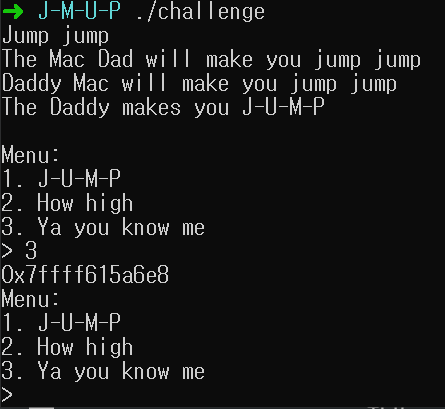 → J-M-U-P ./challenge
Jump jump
The Mac Dad will make you jump jump
Daddy Mac will make you jump jump
The Daddy makes you J-U-M-P

Menu:
1. J-U-M-P
2. How high
3. Ya you know me
> 3
0x7ffff615a6e8
Menu:
1. J-U-M-P
2. How high
3. Ya you know me
>